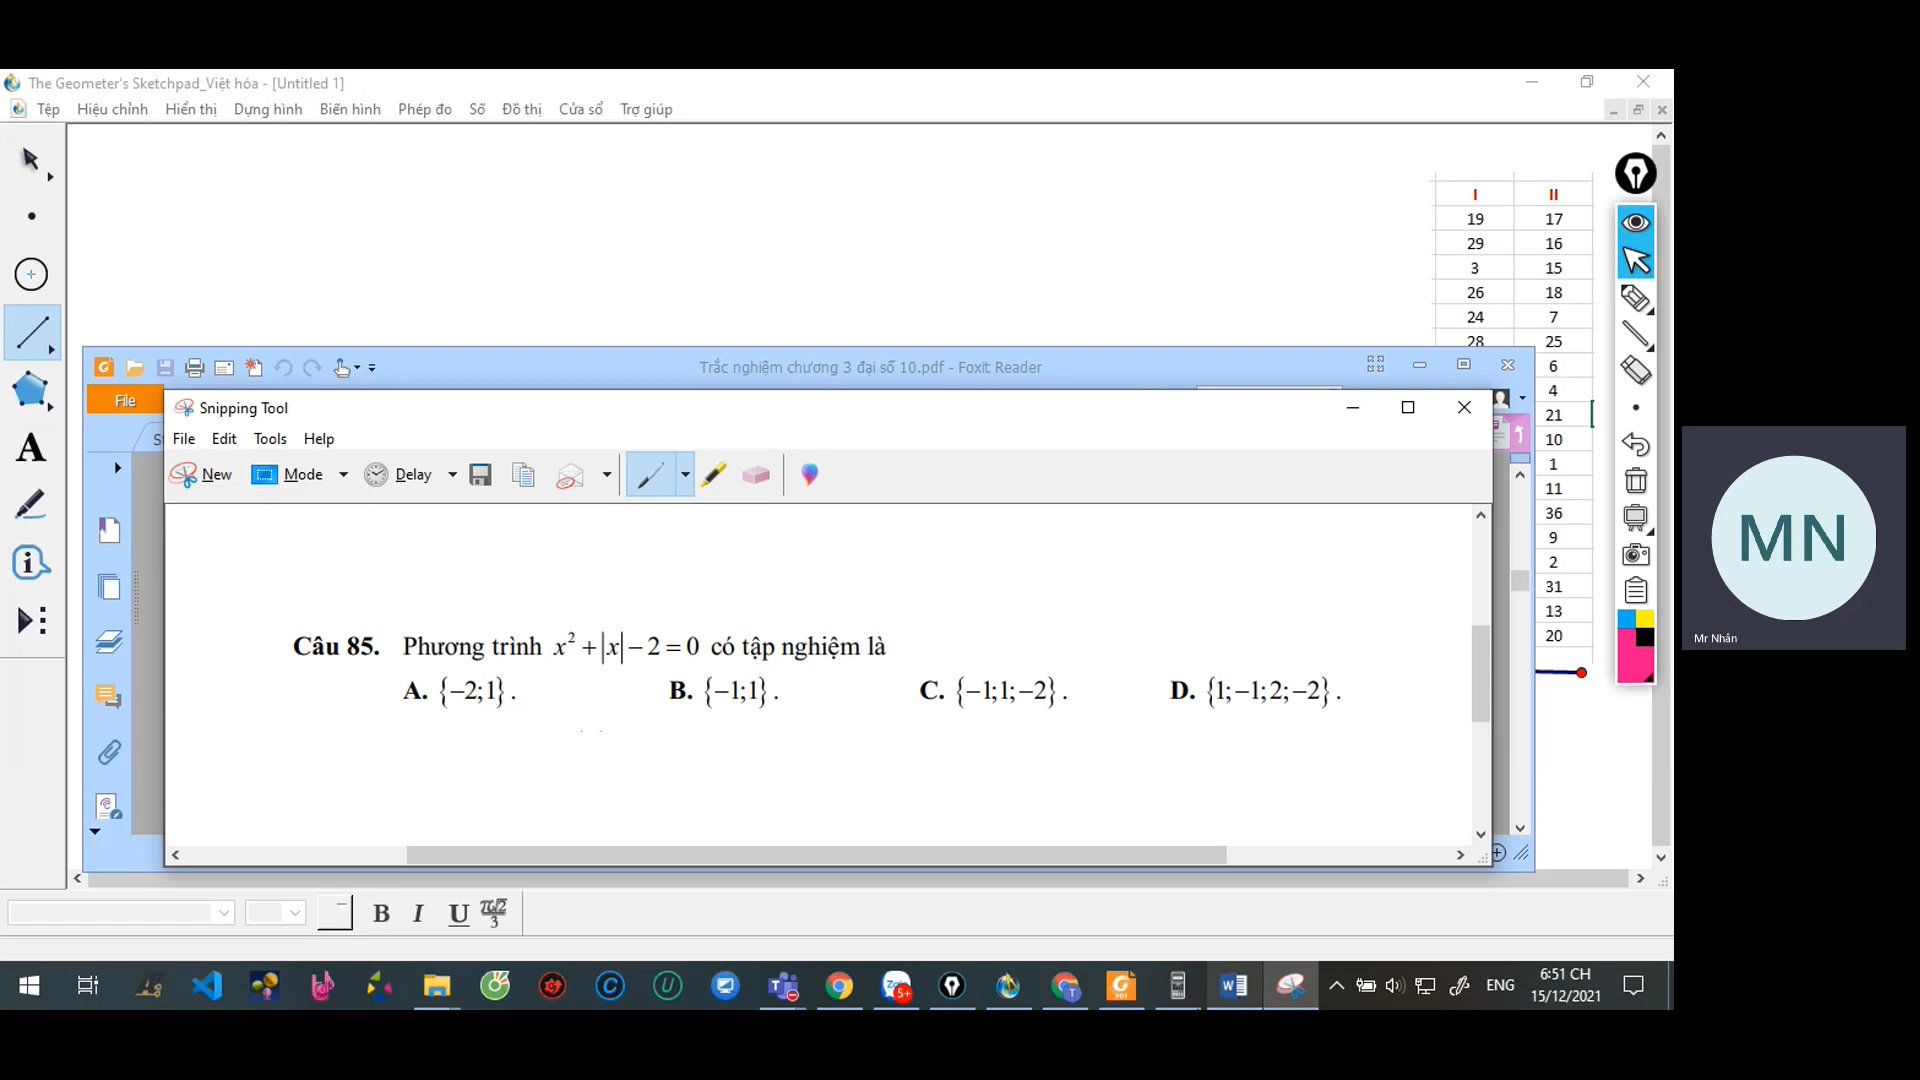 The Geometer's Sketchpad_Việt hóa - [Untitled 1]
Tệp Hiệu chỉnh Hiển thị Dựng hình Biến hình Phép đo Số Đồ thị Cửa sổ Trợ giúp
I II
19 17
29 16
3 15
26 18
24 7
28 25
6
4
21
10
1
11
36
9
2
31
13
20
Trắc nghiệm chương 3 đại số 10.pdf - Foxit Reader
File
Snipping Tool
File Edit Tools Help
New Mode Delay
Câu 85. Phương trình x² + |x| − 2 = 0 có tập nghiệm là
A. {−2;1}. B. {−1;1}. C. {−1;1;−2}. D. {1;−1;2;−2}.
A
B I U
MN
Mr Nhân
ENG
6:51 CH
15/12/2021